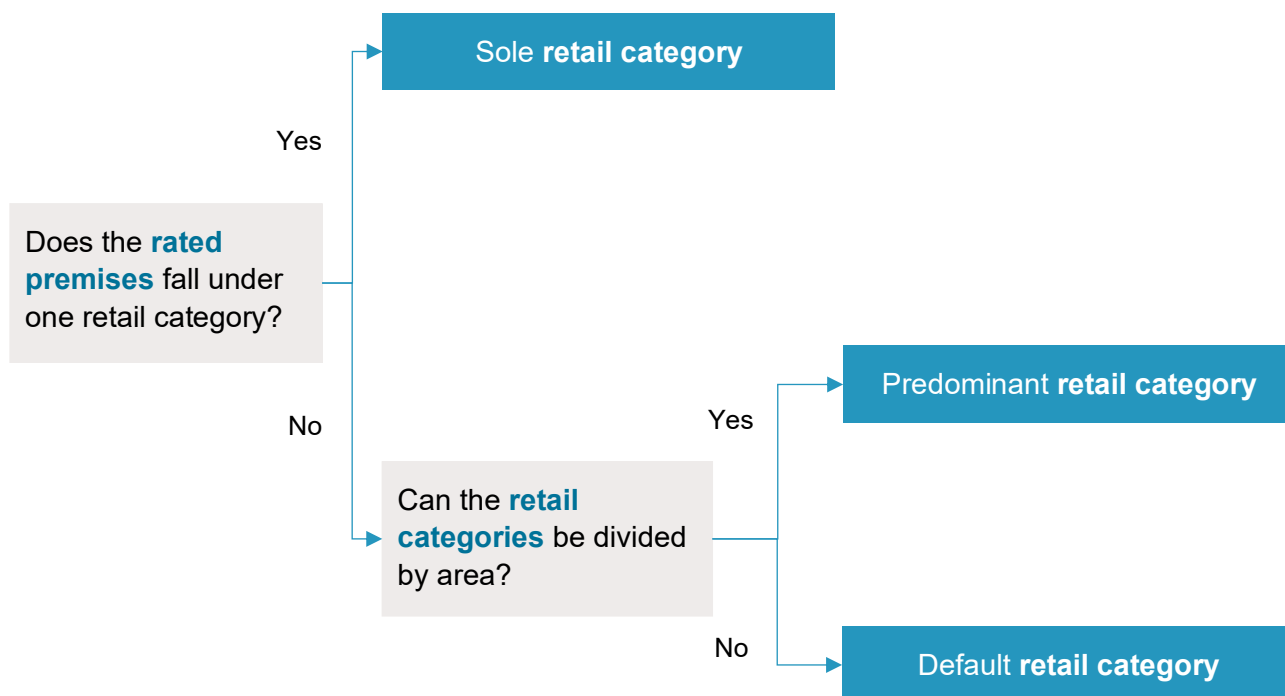 Sole retail category
Yes
Does the rated
premises fall under
one retail category?
No
Predominant retail category
Yes
Can the retail
categories be divided
by area?
No
Default retail category